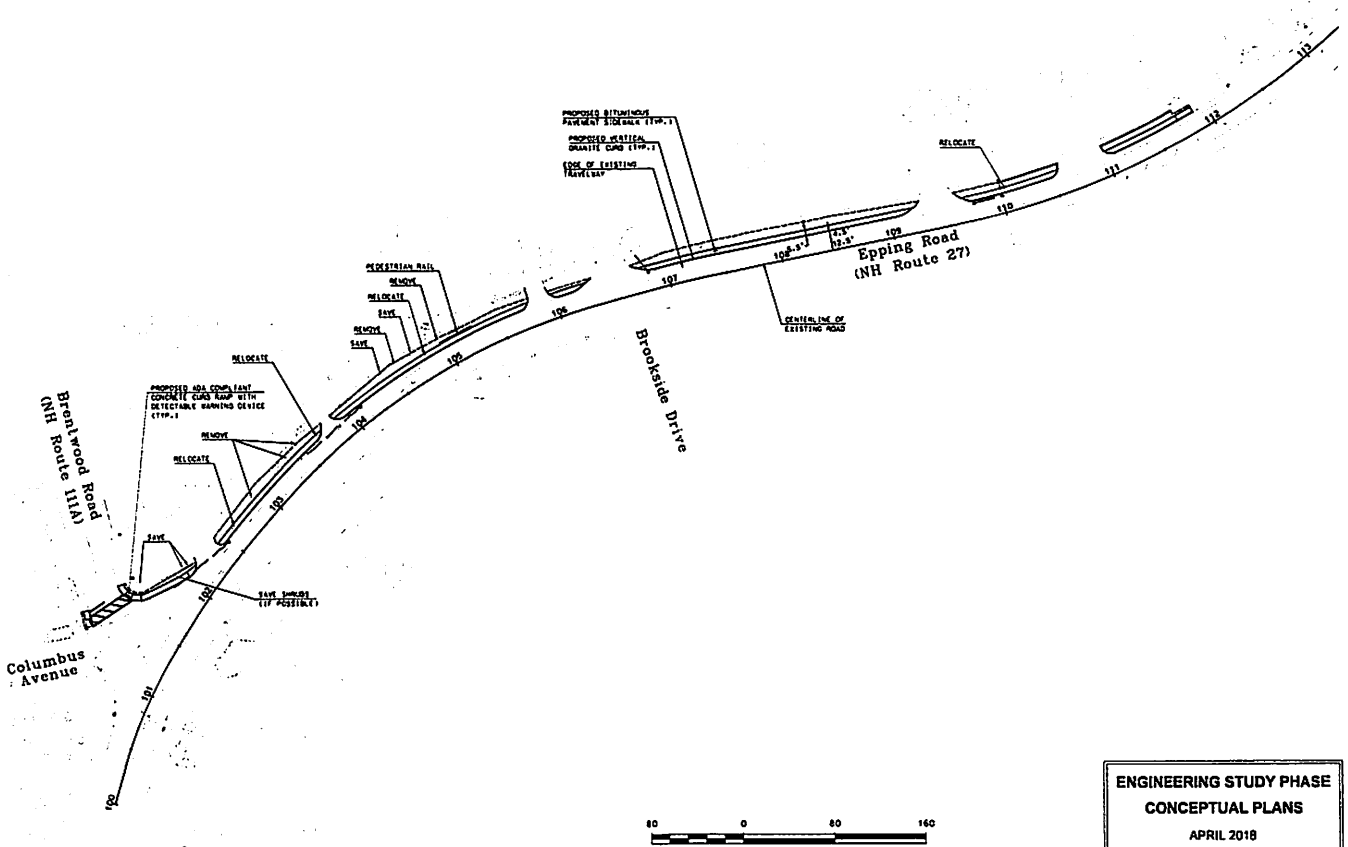 113
112
111
110
109
108
107
106
105
104
103
102
101
100
PROPOSED BITUMINOUS
PAVEMENT SIDEWALK (TYP.)
PROPOSED VERTICAL
GRANITE CURB (TYP.)
EDGE OF EXISTING
TRAVELWAY
RELOCATE
5.5'
12.5'
Epping Road
(NH Route 27)
CENTERLINE OF
EXISTING ROAD
Brookside Drive
PEDESTRIAN RAIL
REMOVE
RELOCATE
SAVE
REMOVE
SAVE
RELOCATE
PROPOSED ADA COMPLIANT
CONCRETE CURB RAMP WITH
DETECTABLE WARNING DEVICE
(TYP.)
REMOVE
RELOCATE
Brentwood Road
(NH Route 111A)
SAVE
SAVE SHRUBS
(IF POSSIBLE)
Columbus
Avenue
80 0 80 160
ENGINEERING STUDY PHASE
CONCEPTUAL PLANS
APRIL 2018